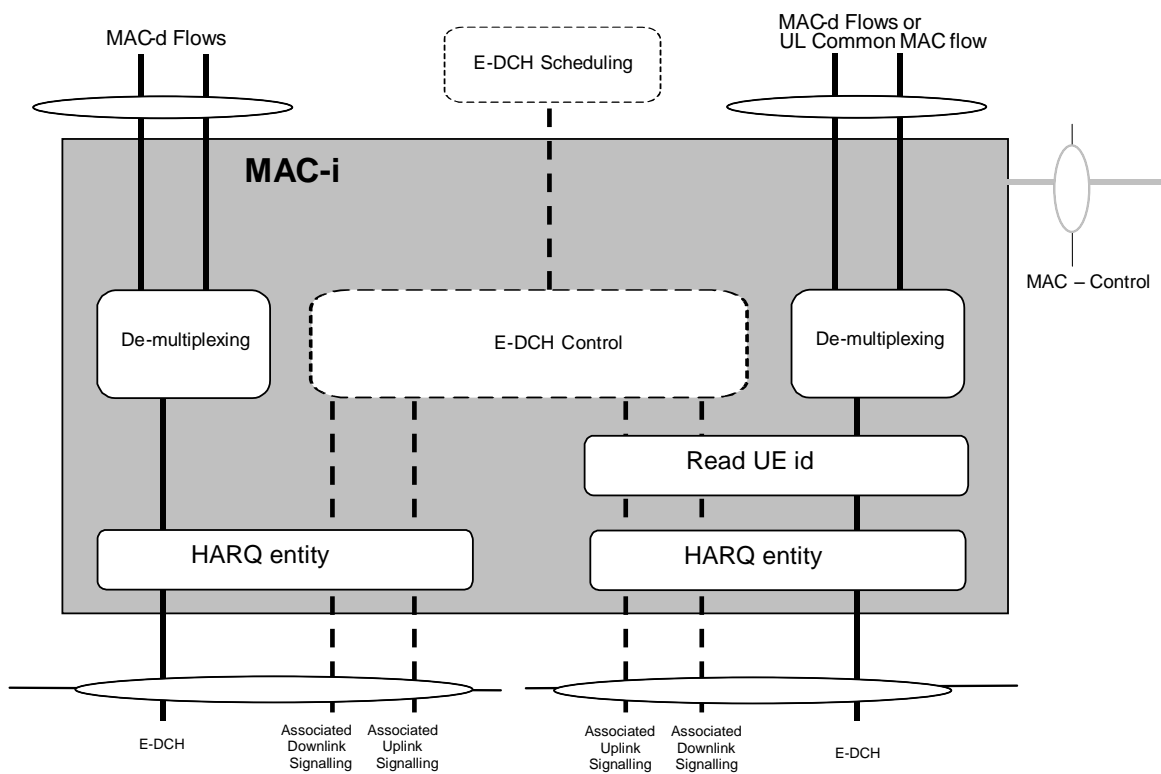 MAC-d Flows
E-DCH Scheduling
MAC-d Flows or
UL Common MAC flow
MAC-i
MAC – Control
De-multiplexing
E-DCH Control
De-multiplexing
Read UE id
HARQ entity
HARQ entity
E-DCH
Associated
Downlink
Signalling
Associated
Uplink
Signalling
Associated
Uplink
Signalling
Associated
Downlink
Signalling
E-DCH